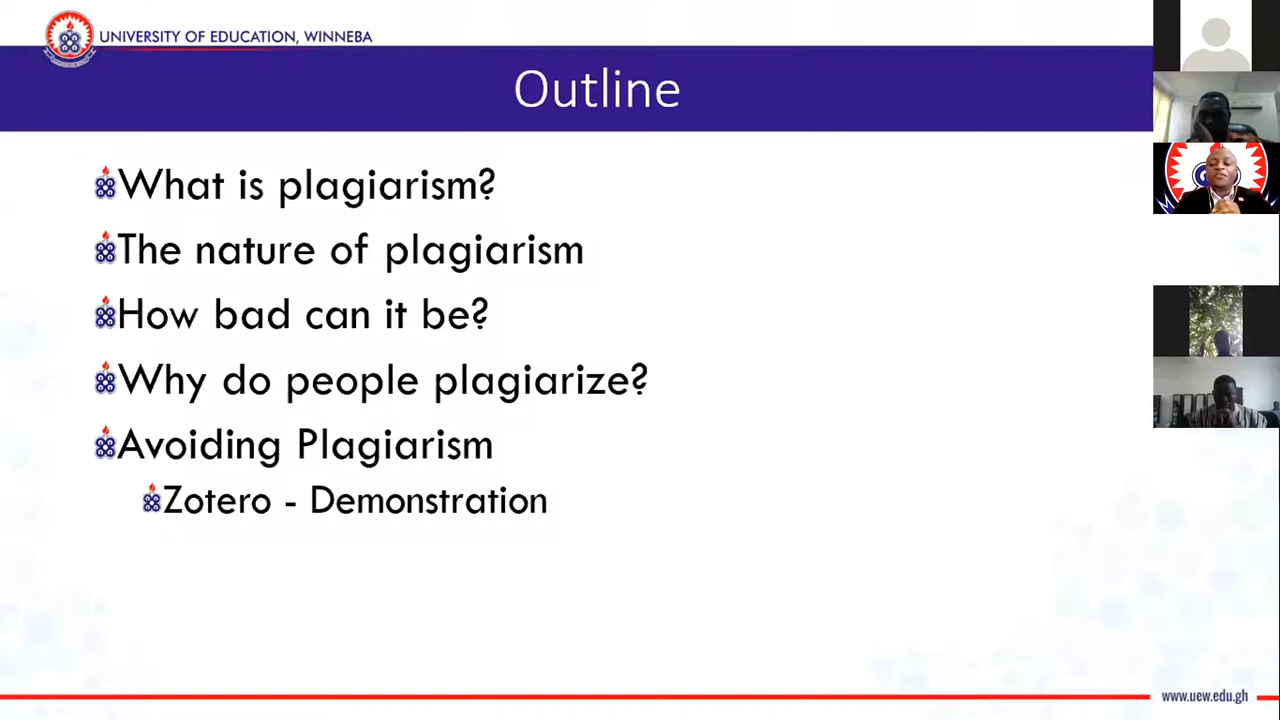 UNIVERSITY OF EDUCATION, WINNEBA
Outline
What is plagiarism?
The nature of plagiarism
How bad can it be?
Why do people plagiarize?
Avoiding Plagiarism
Zotero - Demonstration
www.uew.edu.gh